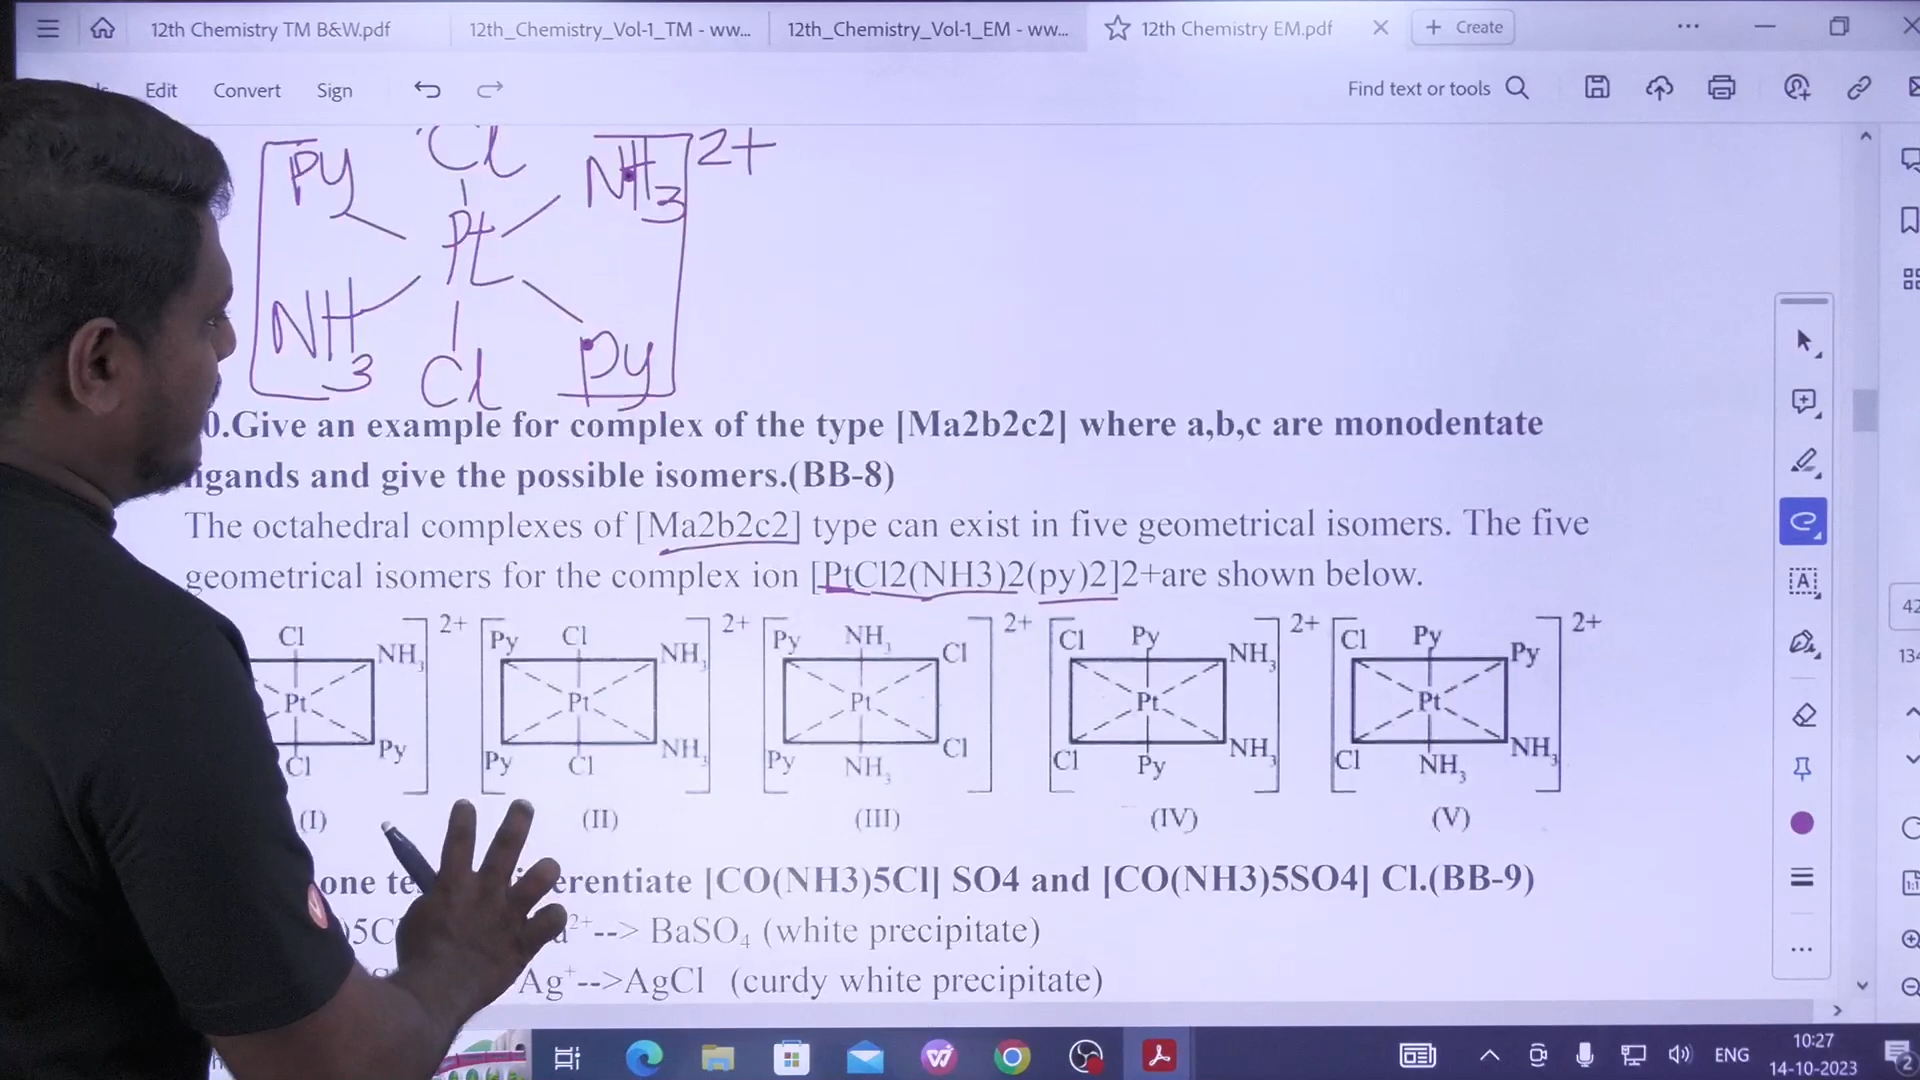 12th Chemistry TM B&W.pdf
12th_Chemistry_Vol-1_TM - ww...
12th_Chemistry_Vol-1_EM - ww...
12th Chemistry EM.pdf
Create
Edit
Convert
Sign
Find text or tools
Py Cl NH3 2+
Pt
NH3 Cl Py
0.Give an example for complex of the type [Ma2b2c2] where a,b,c are monodentate
igands and give the possible isomers.(BB-8)
The octahedral complexes of [Ma2b2c2] type can exist in five geometrical isomers. The five
geometrical isomers for the complex ion [PtCl2(NH3)2(py)2]2+are shown below.
Cl NH3 2+ Py Cl NH3 2+ Py NH3 Cl 2+ Cl Py NH3 2+ Cl Py Py 2+
Pt Pt Pt Pt Pt
Cl Py Py Cl NH3 Py NH3 Cl Cl Py NH3 Cl NH3 NH3
(I) (II) (III) (IV) (V)
one te erentiate [CO(NH3)5Cl] SO4 and [CO(NH3)5SO4] Cl.(BB-9)
)5C 2+--> BaSO4 (white precipitate)
Ag+-->AgCl (curdy white precipitate)
42
134
ENG
10:27
14-10-2023
2